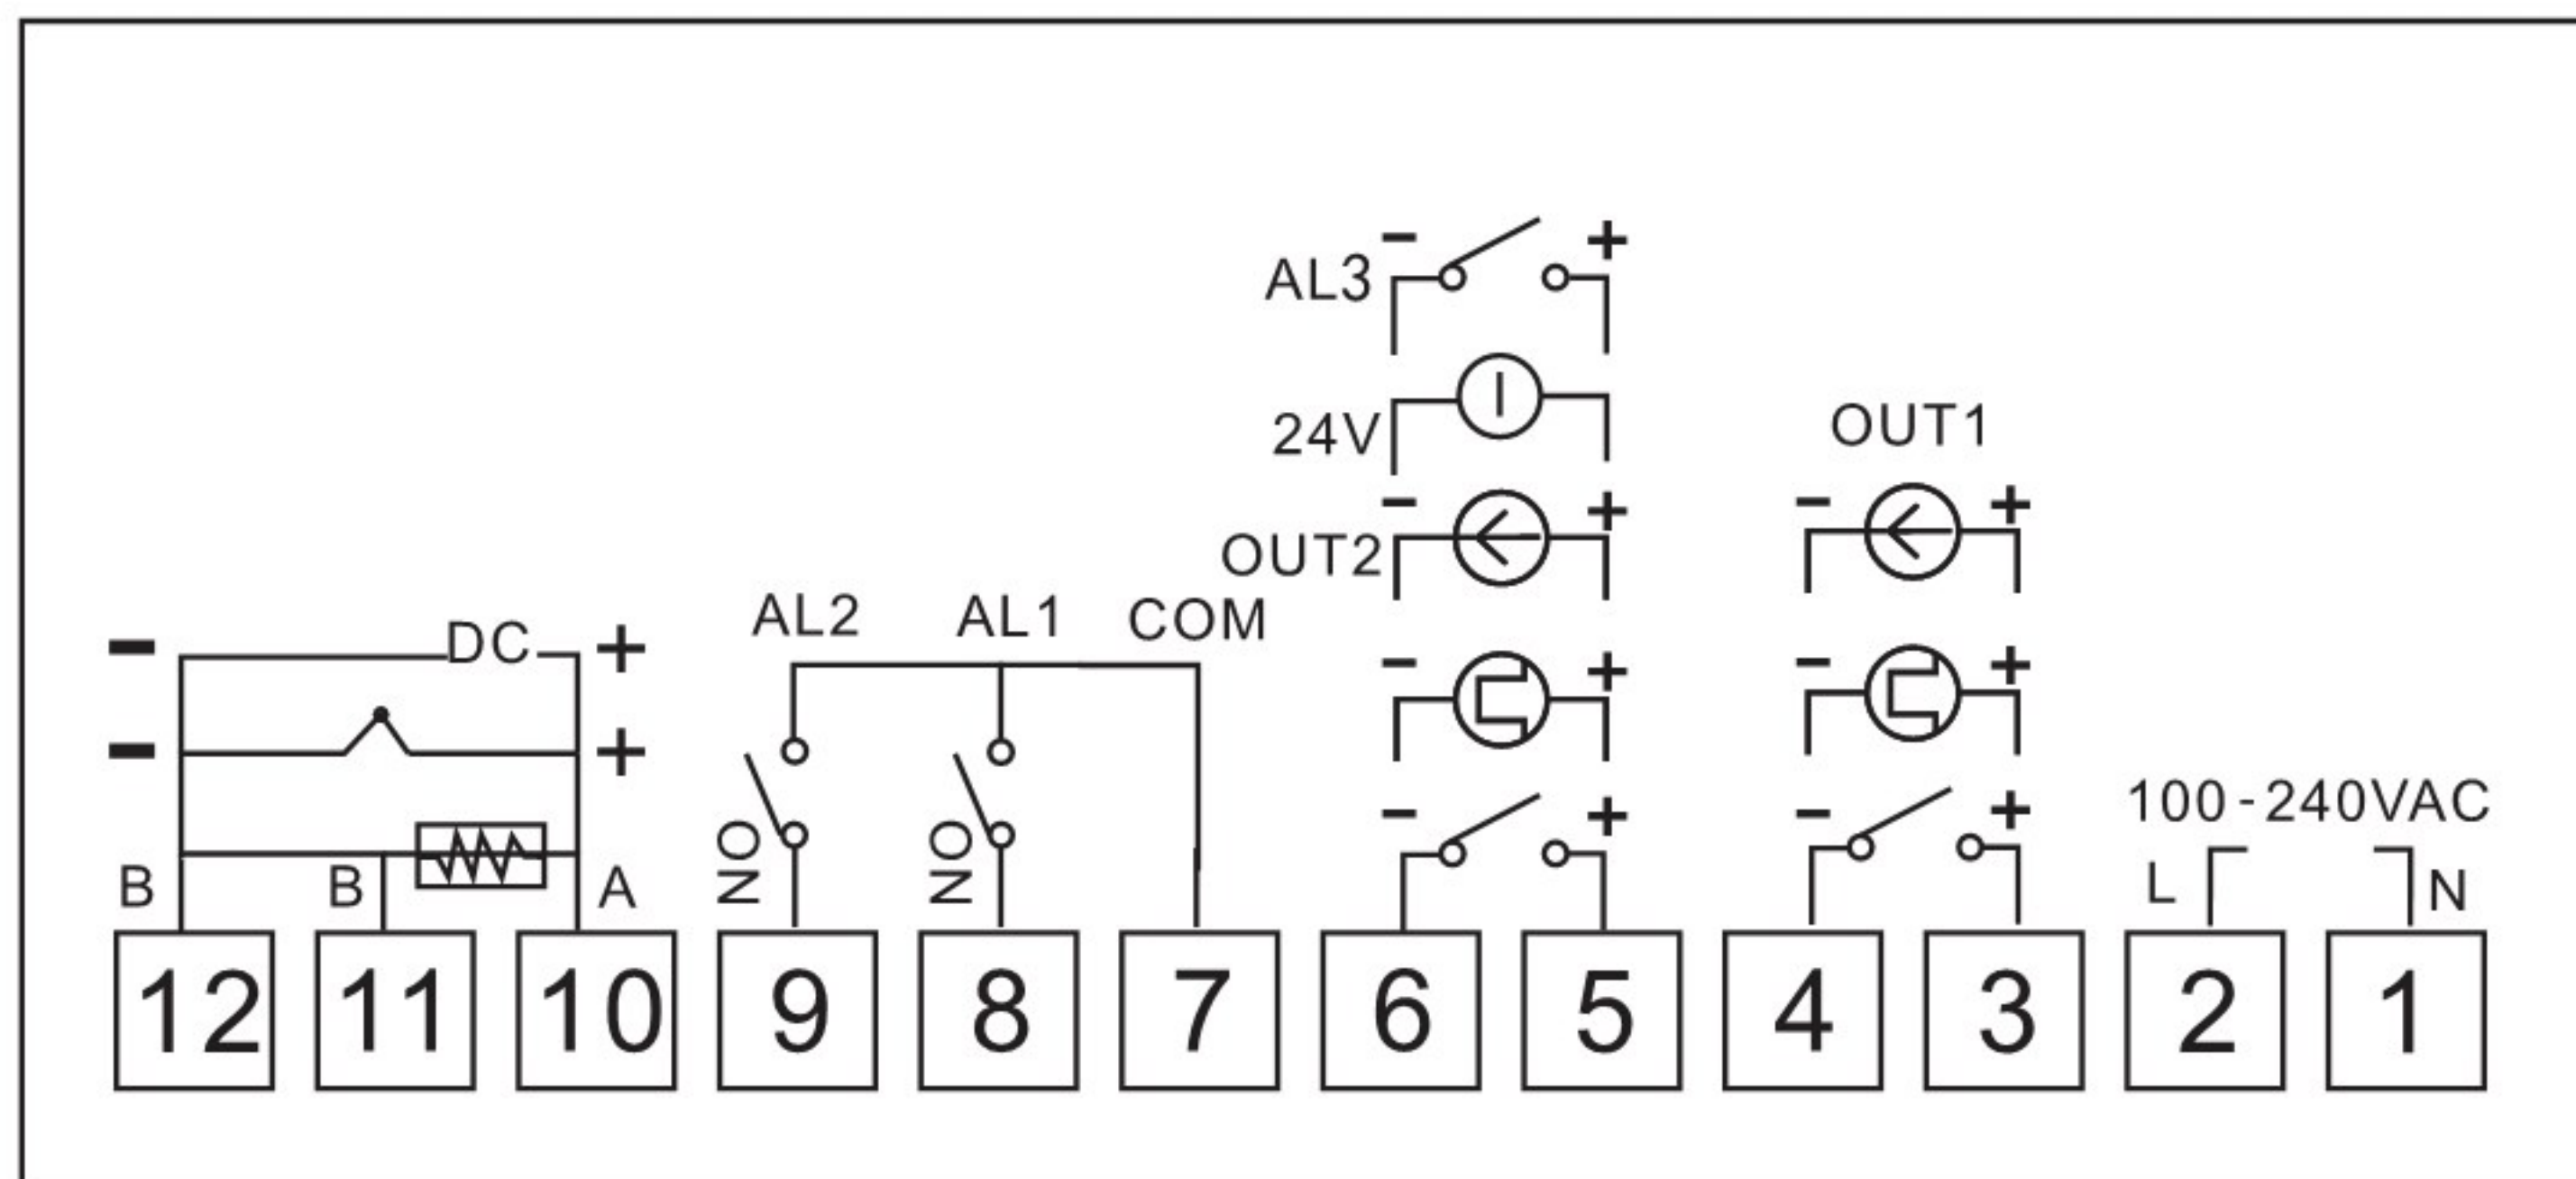 AL3 - +
24V
OUT1
OUT2 - +
- +
- DC +
AL2 AL1 COM
- +
- +
- +
- +
- +
100-240VAC
B B A
NO NO
L N
12 11 10 9 8 7 6 5 4 3 2 1